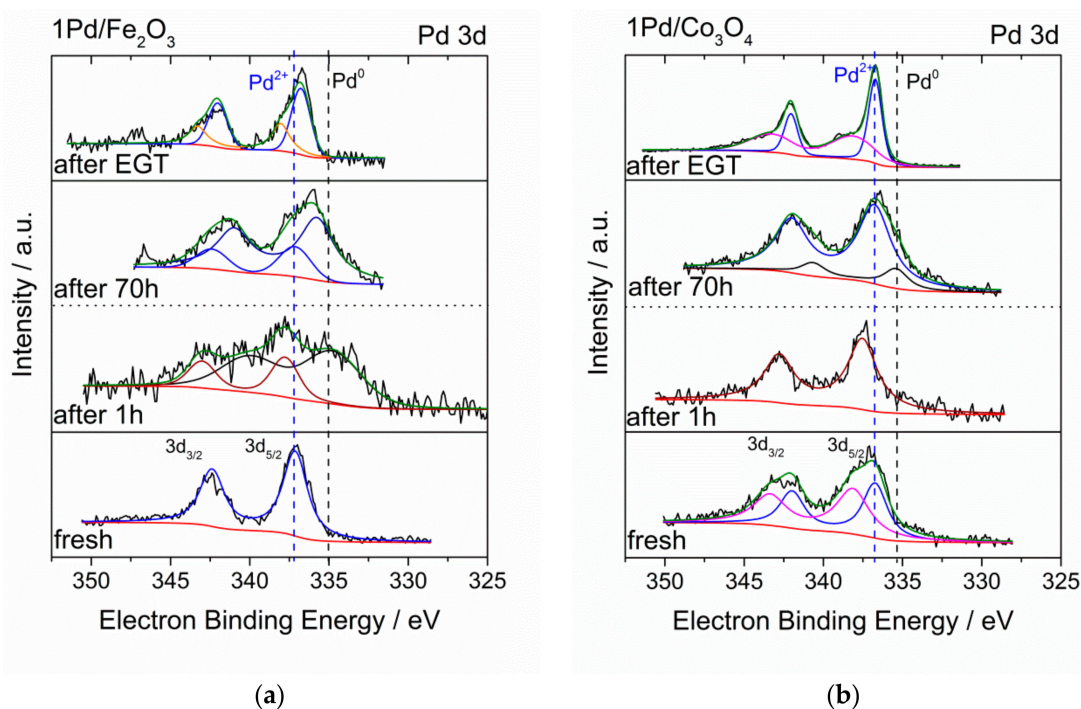 1Pd/Fe₂O₃ Pd 3d
Pd²⁺ Pd⁰
after EGT
after 70h
after 1h
3d₃/₂ 3d₅/₂
fresh
350 345 340 335 330 325
Electron Binding Energy / eV
Intensity / a.u.
(a)
1Pd/Co₃O₄ Pd 3d
Pd²⁺ Pd⁰
after EGT
after 70h
after 1h
3d₃/₂ 3d₅/₂
fresh
350 345 340 335 330 325
Electron Binding Energy / eV
Intensity / a.u.
(b)